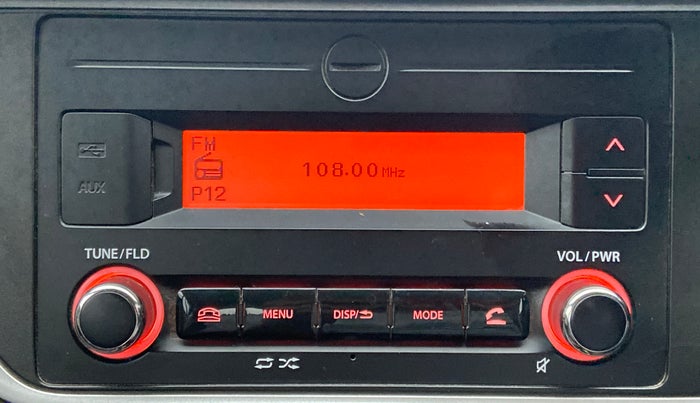 FM
108.00 MHz
P12
AUX
TUNE/FLD
VOL/PWR
MENU
DISP/
MODE